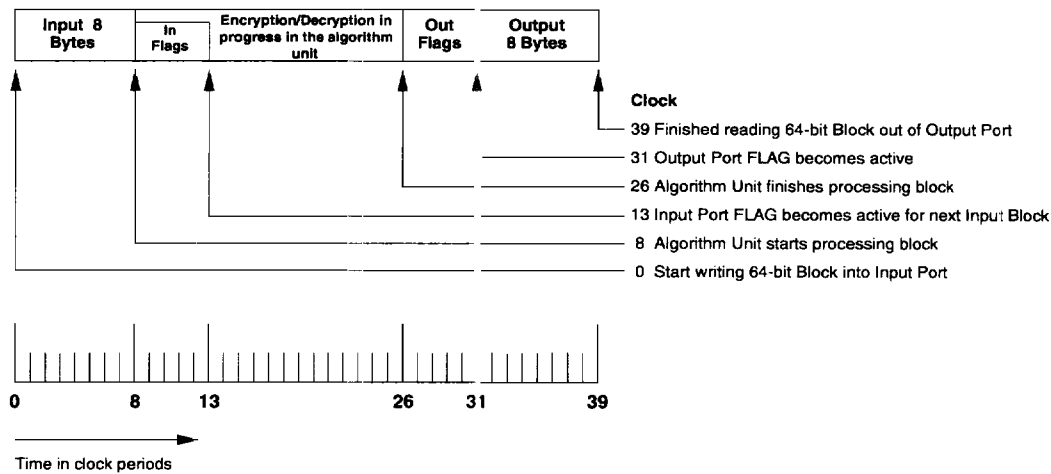 Input 8
Bytes
In
Flags
Encryption/Decryption in
progress in the algorithm
unit
Out
Flags
Output
8 Bytes
Clock
39 Finished reading 64-bit Block out of Output Port
31 Output Port FLAG becomes active
26 Algorithm Unit finishes processing block
13 Input Port FLAG becomes active for next Input Block
8 Algorithm Unit starts processing block
0 Start writing 64-bit Block into Input Port
0 8 13 26 31 39
Time in clock periods